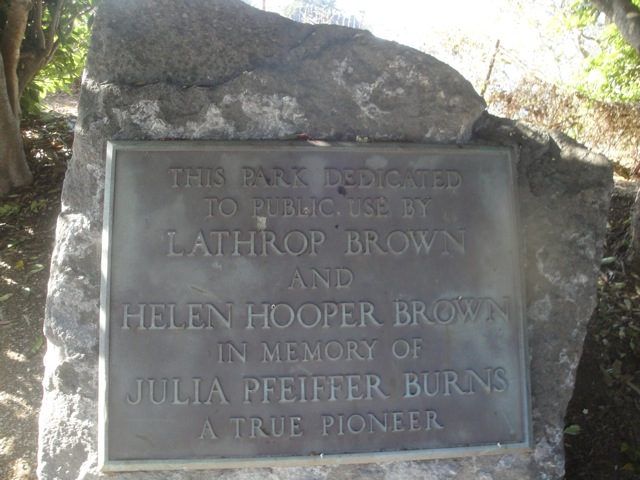 THIS PARK DEDICATED
TO PUBLIC USE BY
LATHROP BROWN
AND
HELEN HOOPER BROWN
IN MEMORY OF
JULIA PFEIFFER BURNS
A TRUE PIONEER